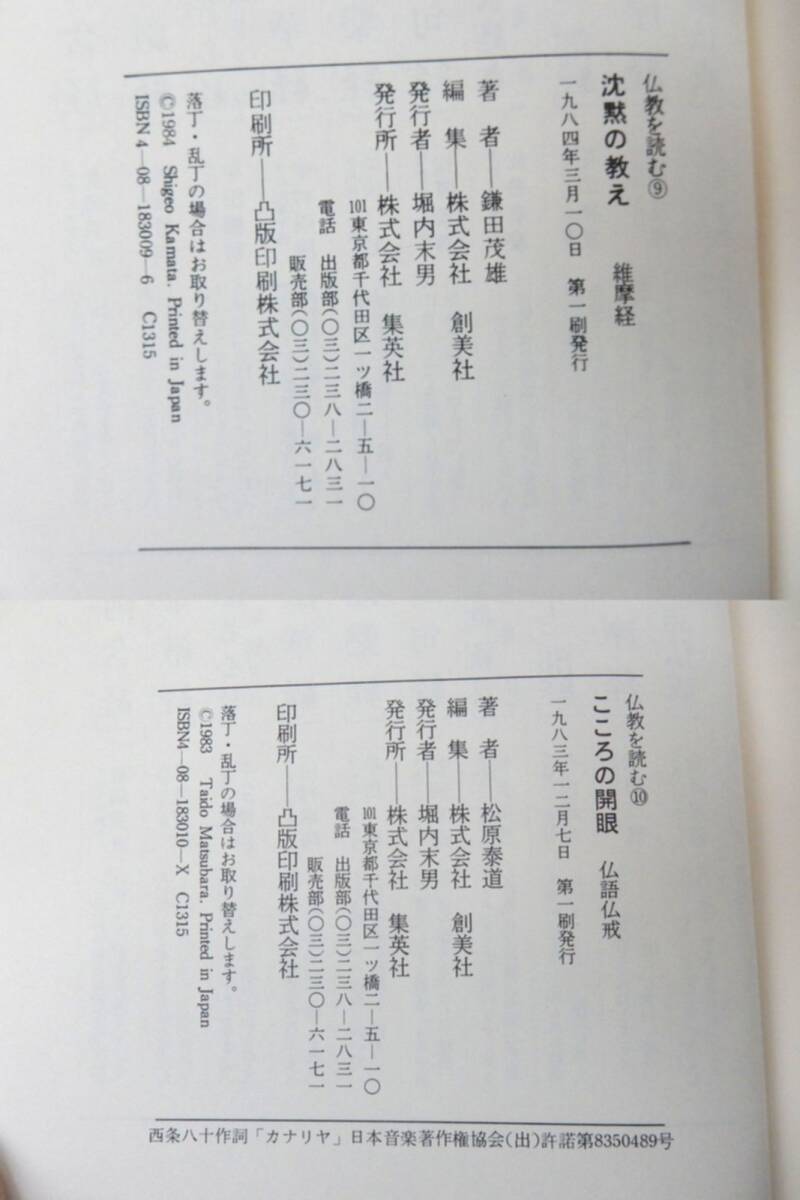 仏教を読む⑨
沈黙の教え 維摩経
一九八四年三月一〇日 第一刷発行
著 者──鎌田茂雄
編 集──株式会社 創美社
発行者──堀内末男
発行所──株式会社 集英社
101東京都千代田区一ツ橋二―五―一〇
電話 出版部(〇三)二三八―二八三一
販売部(〇三)二三〇―六一七一
印刷所──凸版印刷株式会社
落丁・乱丁の場合はお取り替えします。
©1984 Shigeo Kamata. Printed in Japan
ISBN4―08―183009―6 C1315
仏教を読む⑩
こころの開眼 仏語仏戒
一九八三年一二月七日 第一刷発行
著 者──松原泰道
編 集──株式会社 創美社
発行者──堀内末男
発行所──株式会社 集英社
101東京都千代田区一ツ橋二―五―一〇
電話 出版部(〇三)二三八―二八三一
販売部(〇三)二三〇―六一七一
印刷所──凸版印刷株式会社
落丁・乱丁の場合はお取り替えします。
©1983 Taido Matsubara. Printed in Japan
ISBN4―08―183010―X C1315
西条八十作詞「カナリヤ」日本音楽著作権協会(出)許諾第8350489号